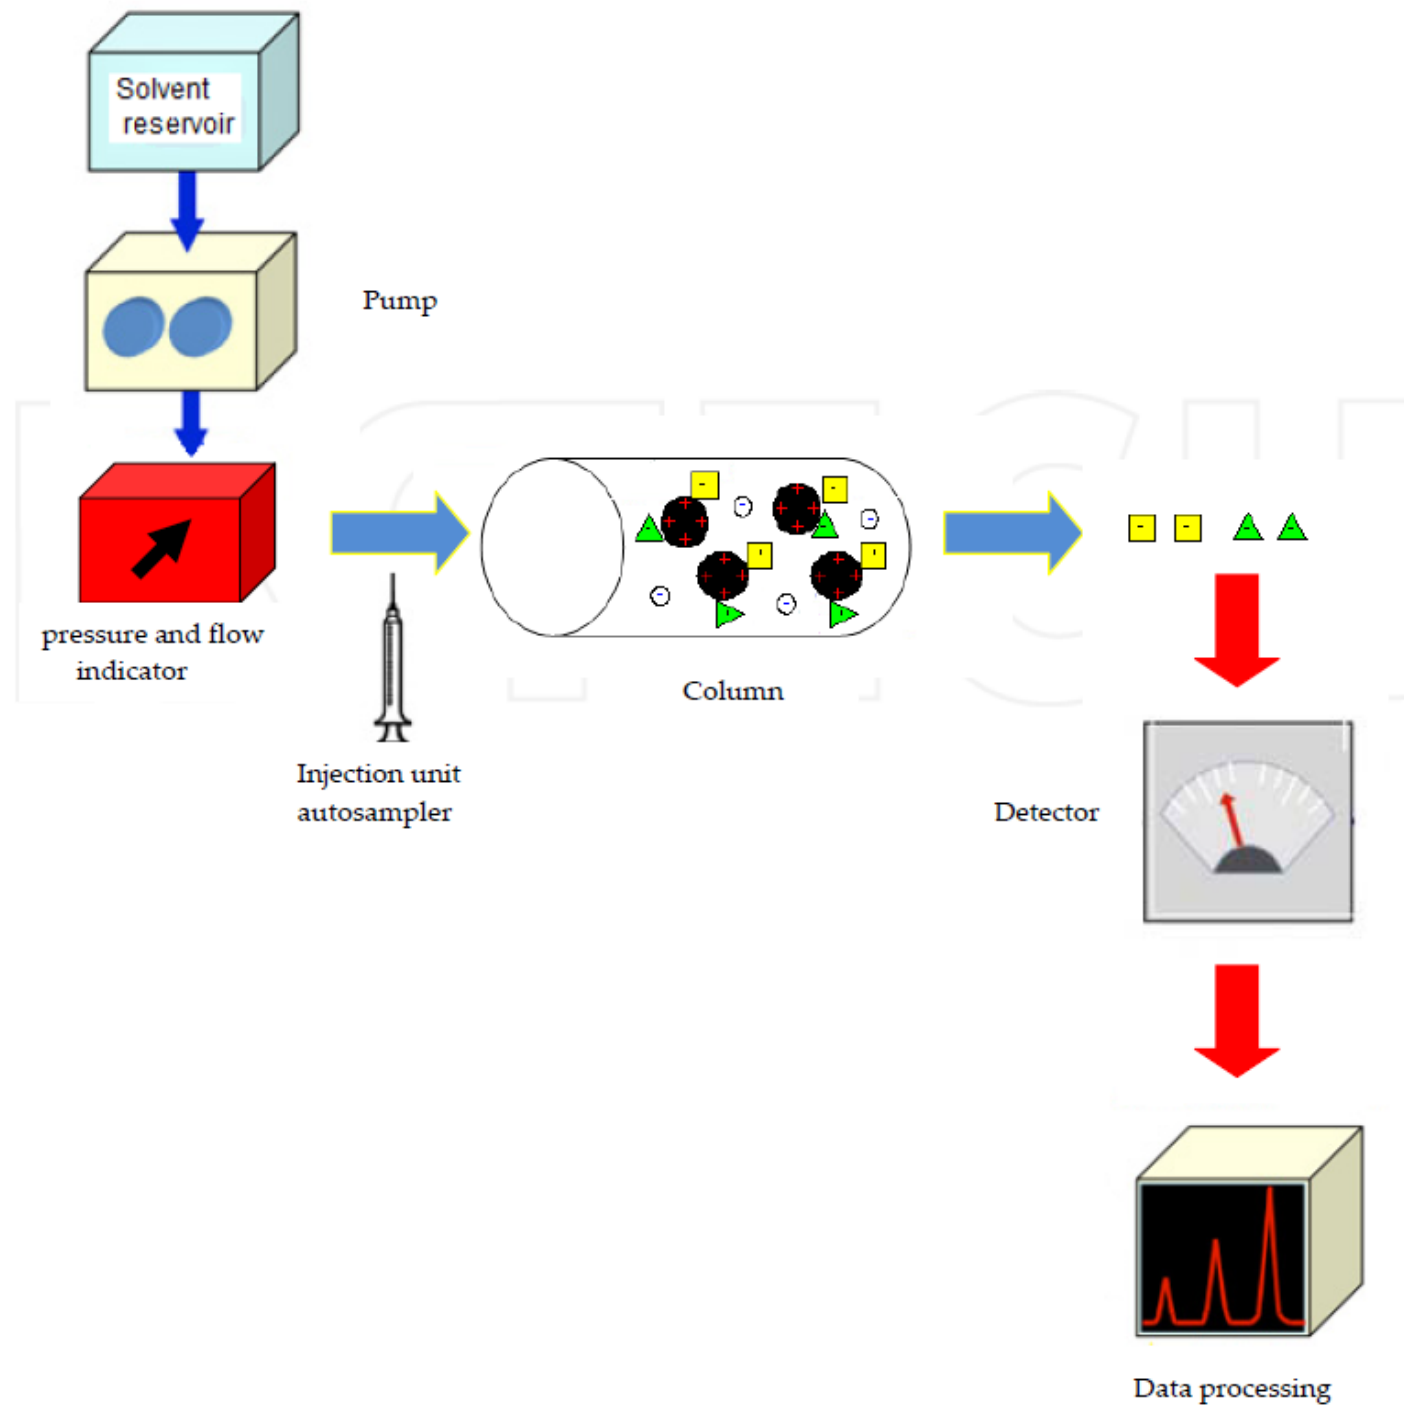 Solvent
reservoir
Pump
pressure and flow
indicator
Injection unit
autosampler
Column
Detector
Data processing